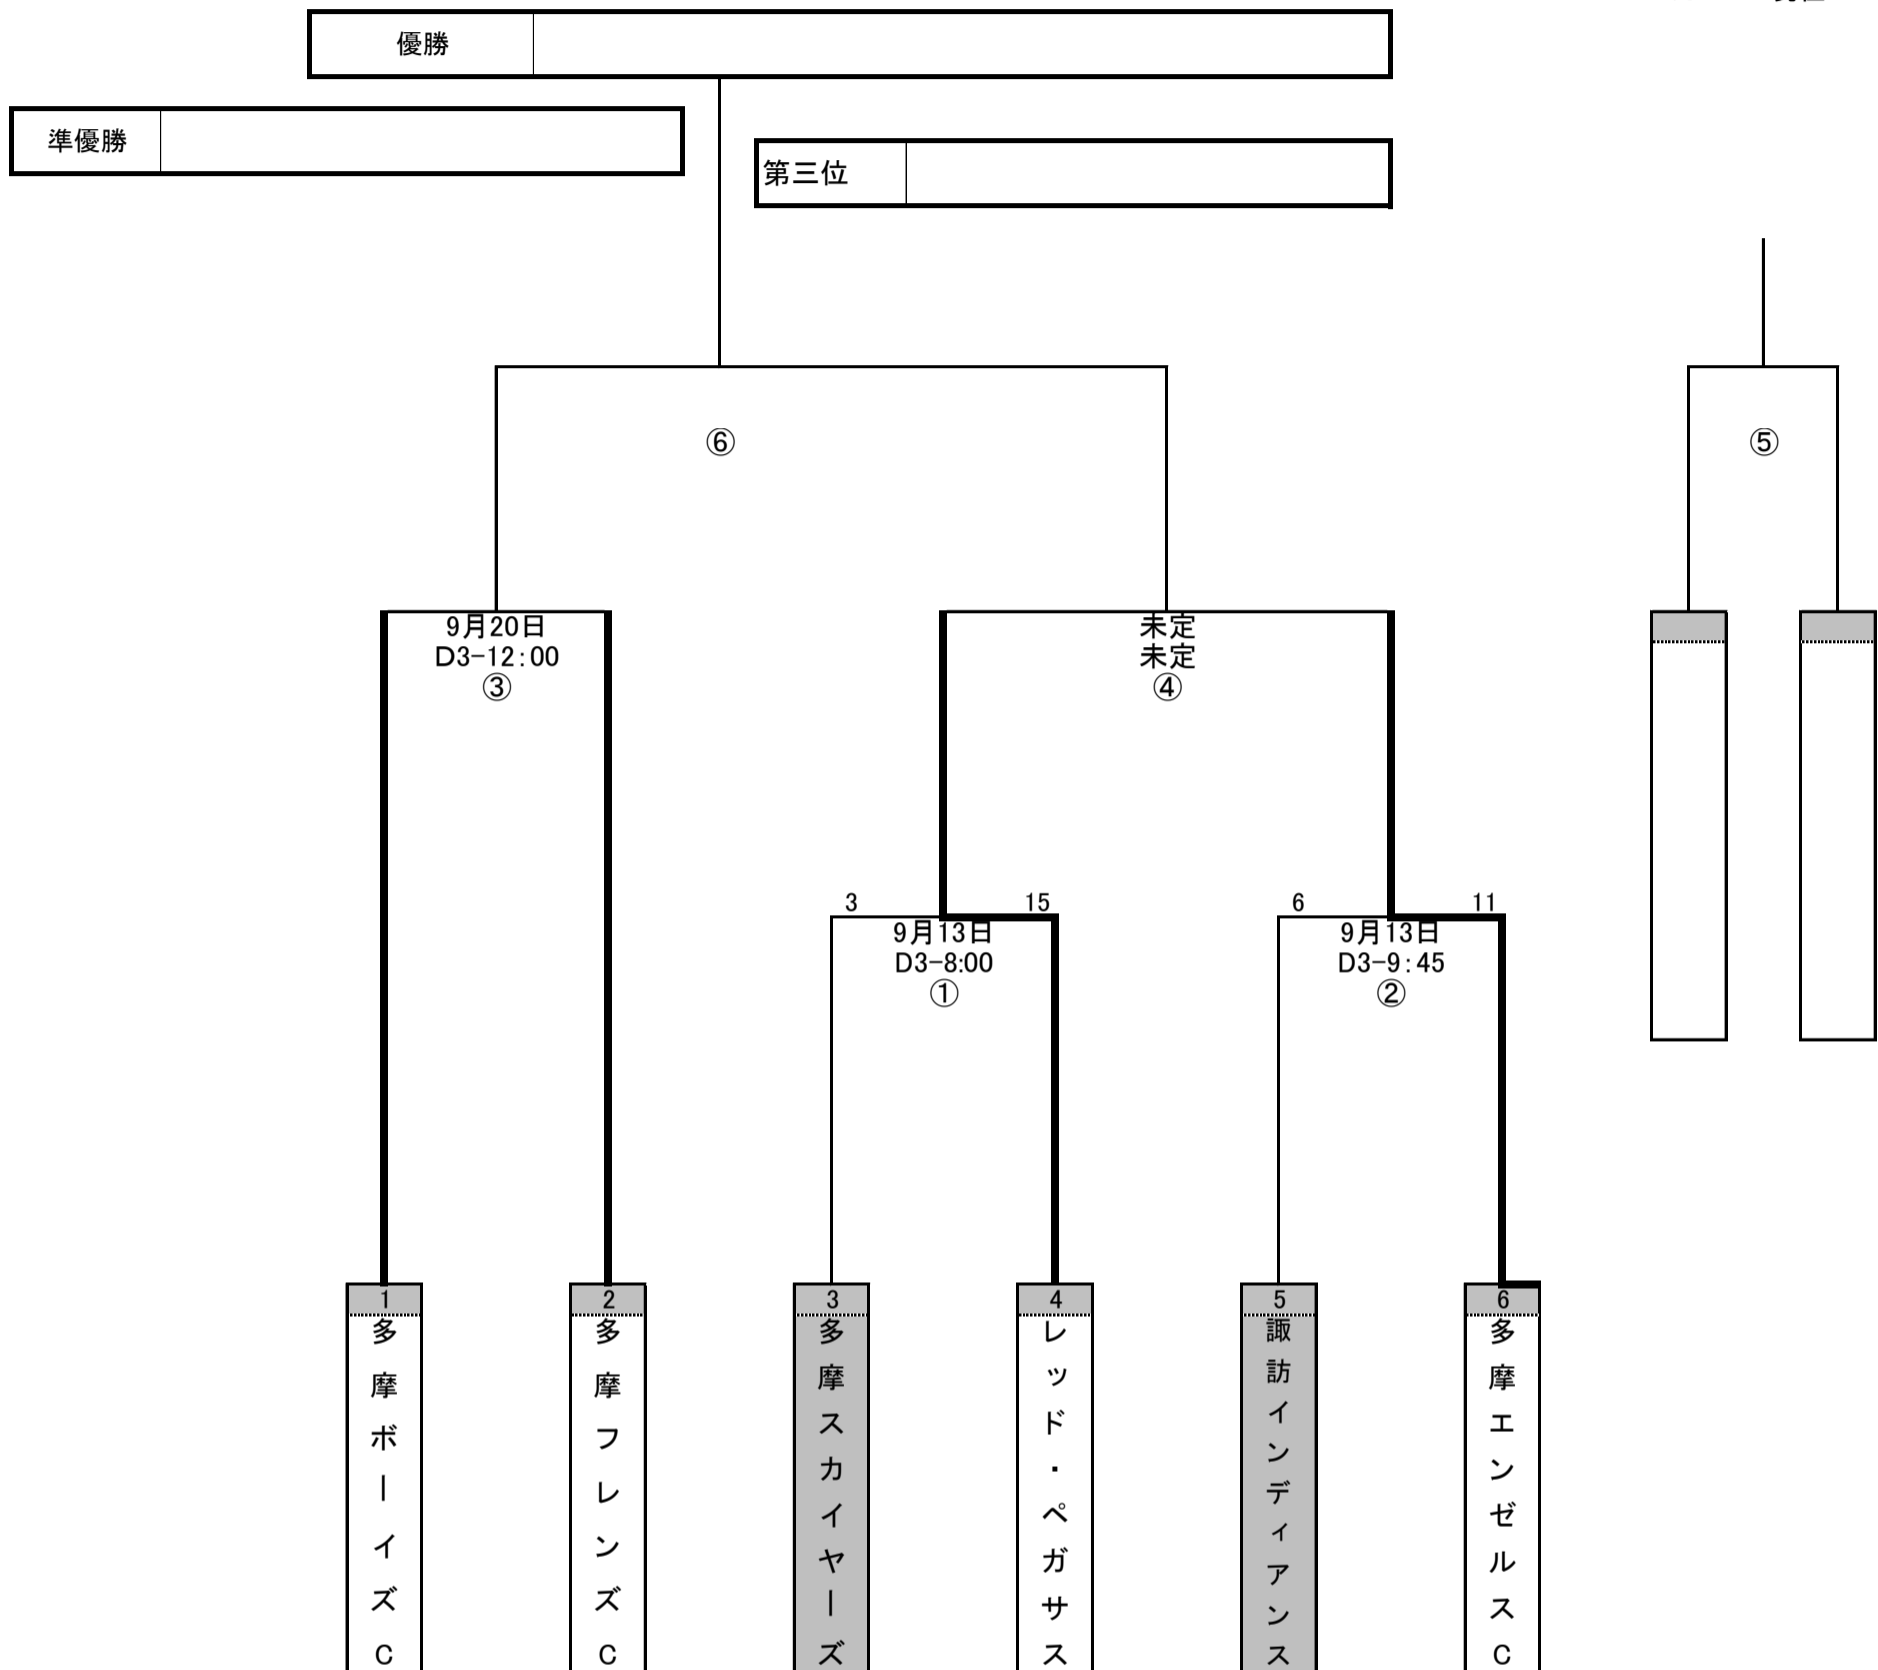 優勝
準優勝
第三位
⑥
⑤
9月20日
D3-12:00
③
未定
未定
④
3
15
6
11
9月13日
D3-8:00
①
9月13日
D3-9:45
②
1
多摩ボーイズC
2
多摩フレンズC
3
多摩スカイヤーズ
4
レッド・ペガサス
5
諏訪インディアンス
6
多摩エンゼルスC